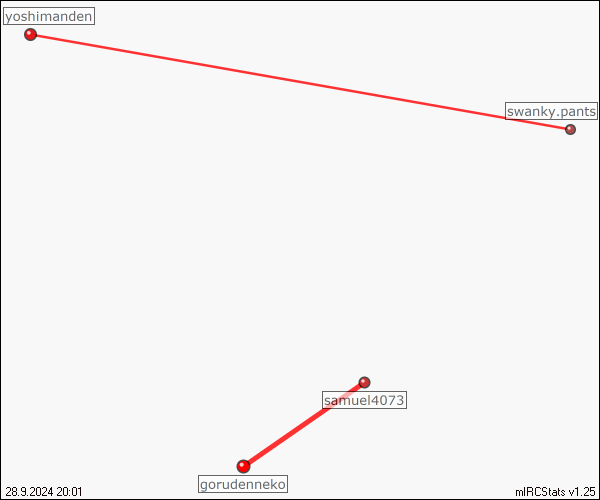 yoshimanden
swanky.pants
samuel4073
gorudenneko
28.9.2024 20:01
mIRCStats v1.25